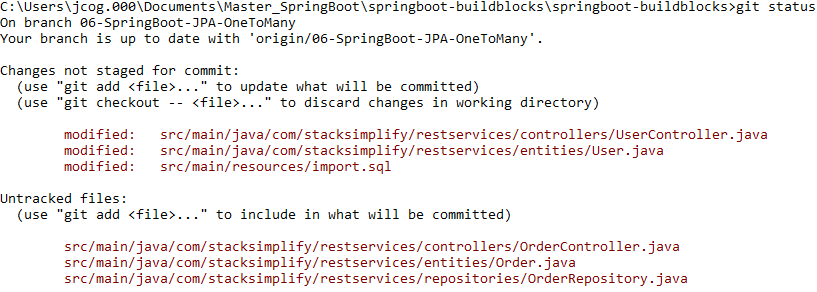 C:\Users\jcog.000\Documents\Master_SpringBoot\springboot-buildblocks\springboot-buildblocks>git status
On branch 06-SpringBoot-JPA-OneToMany
Your branch is up to date with 'origin/06-SpringBoot-JPA-OneToMany'.
Changes not staged for commit:
(use "git add <file>..." to update what will be committed)
(use "git checkout -- <file>..." to discard changes in working directory)
modified:   src/main/java/com/stacksimplify/restservices/controllers/UserController.java
modified:   src/main/java/com/stacksimplify/restservices/entities/User.java
modified:   src/main/resources/import.sql
Untracked files:
(use "git add <file>..." to include in what will be committed)
src/main/java/com/stacksimplify/restservices/controllers/OrderController.java
src/main/java/com/stacksimplify/restservices/entities/Order.java
src/main/java/com/stacksimplify/restservices/repositories/OrderRepository.java